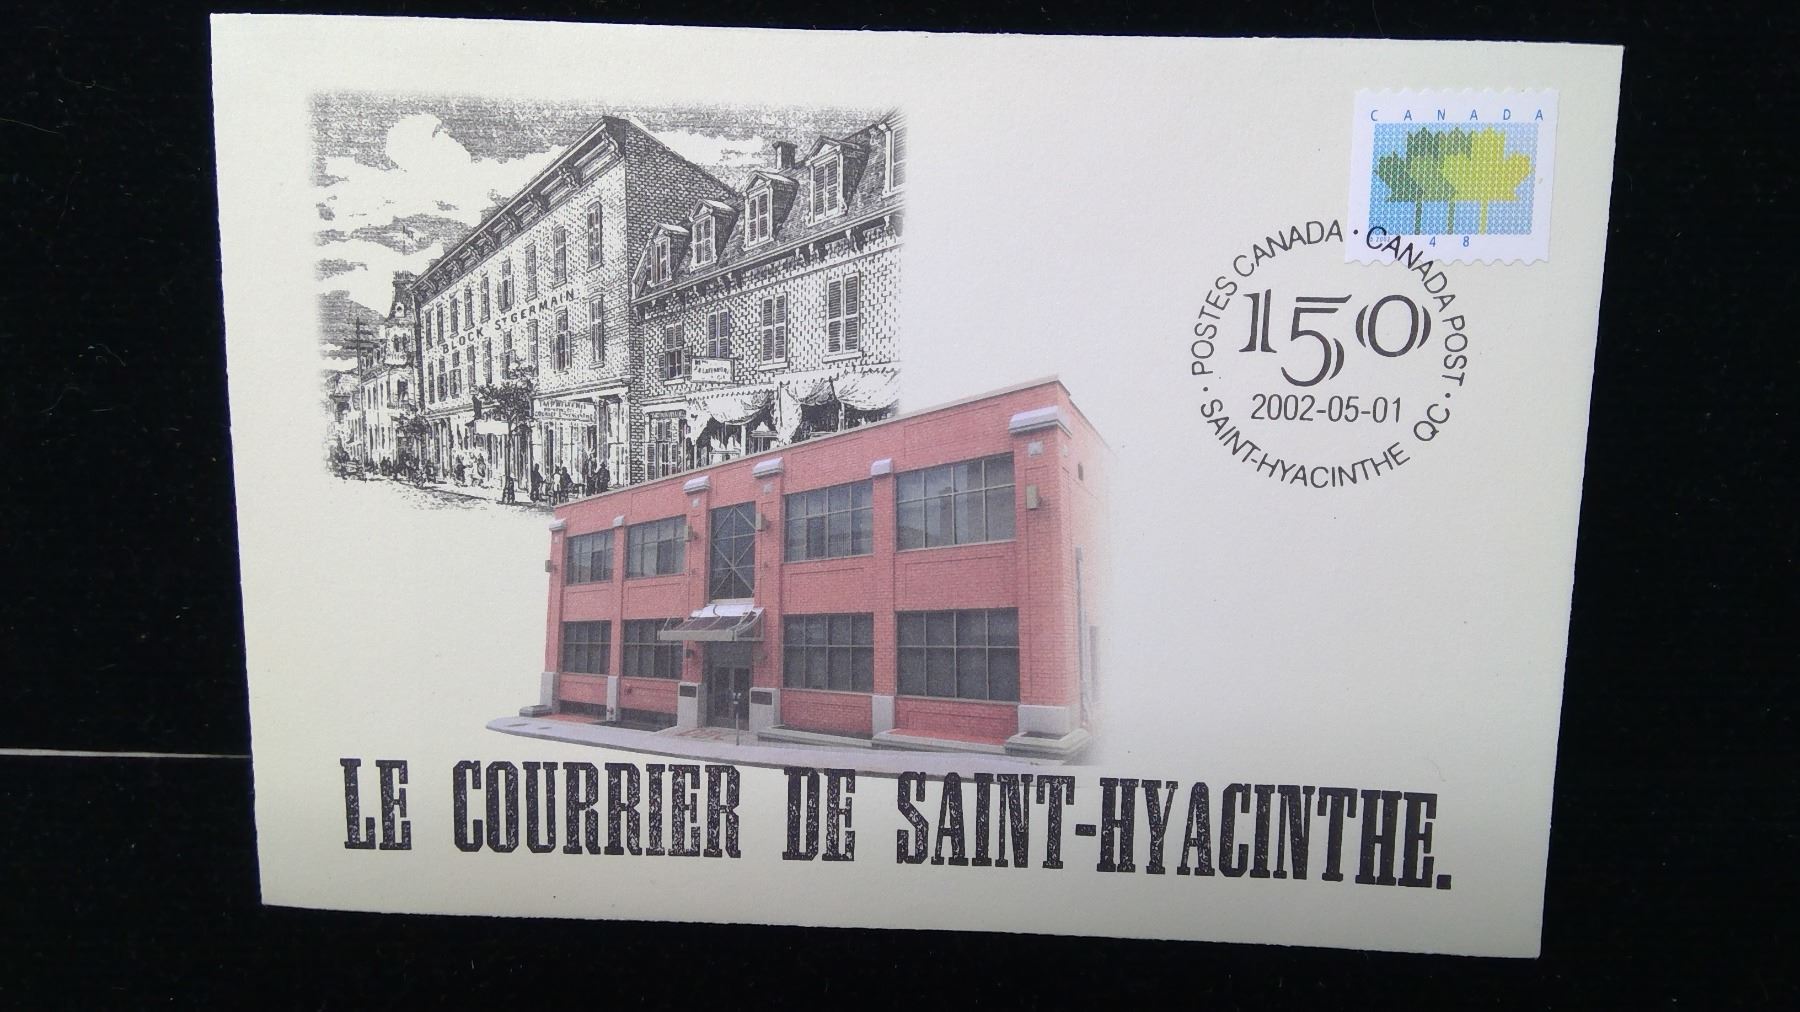 CANADA
48
POSTES CANADA · CANADA POST ·
150
2002-05-01
SAINT-HYACINTHE QC ·
BLOCK ST GERMAIN
LE COURRIER DE SAINT-HYACINTHE.